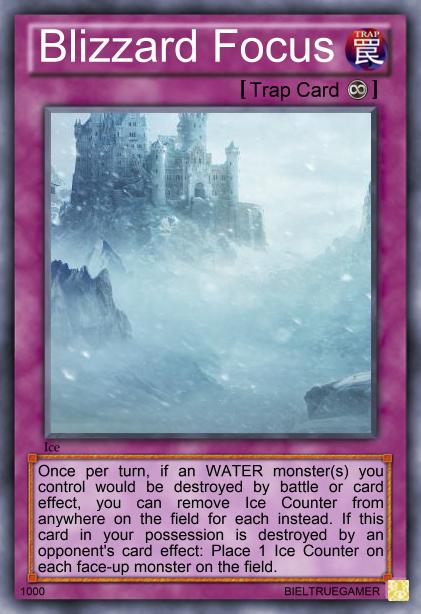 Blizzard Focus
TRAP
罠
[ Trap Card ]
Ice
Once per turn, if an WATER monster(s) you
control would be destroyed by battle or card
effect, you can remove Ice Counter from
anywhere on the field for each instead. If this
card in your possession is destroyed by an
opponent's card effect: Place 1 Ice Counter on
each face-up monster on the field.
1000
BIELTRUEGAMER